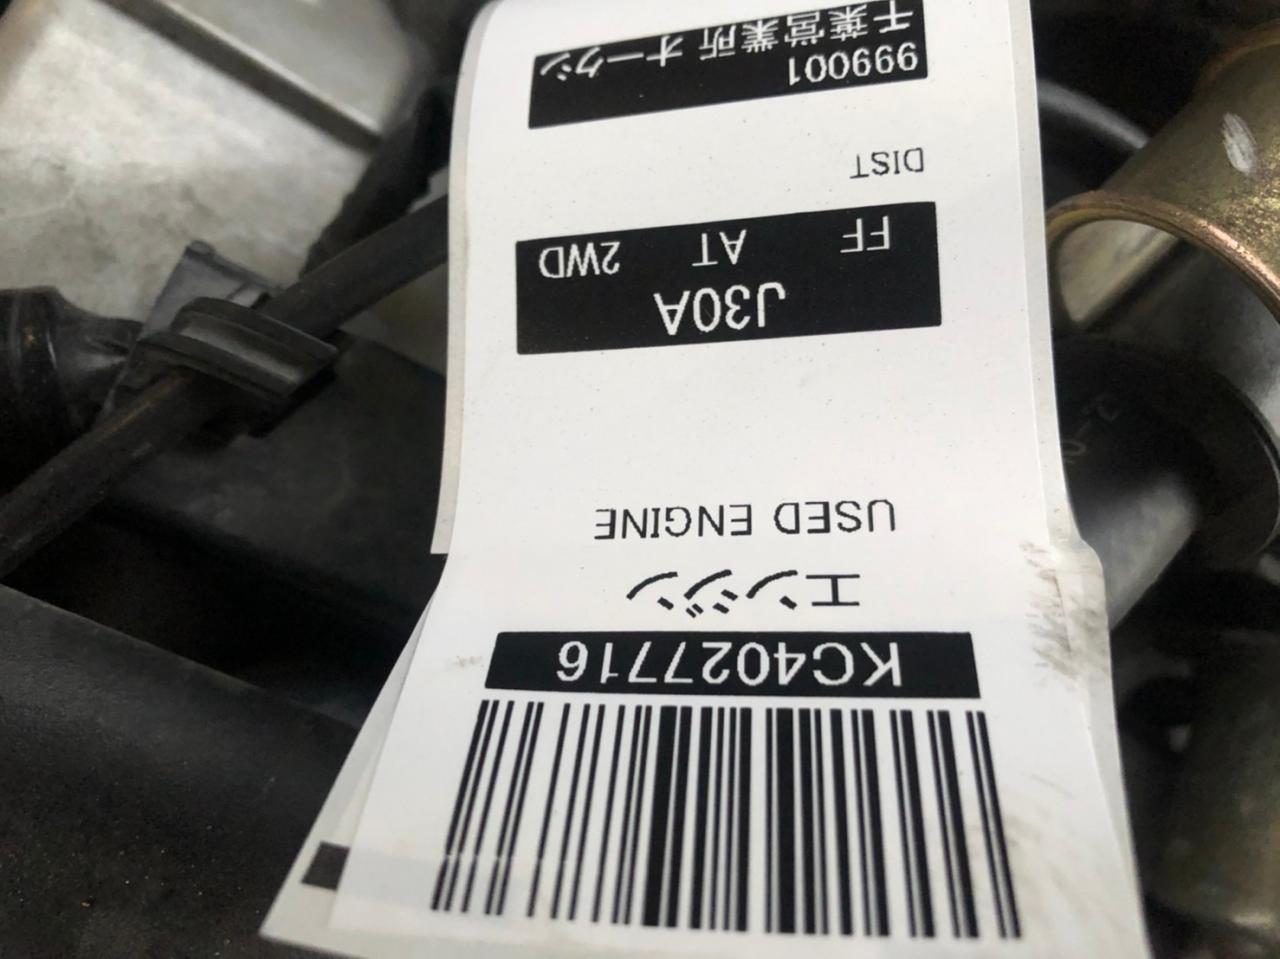 KC4027716
エンジン
USED ENGINE
J30A
FF AT 2WD
DIST
999001
千葉営業所 オークシ